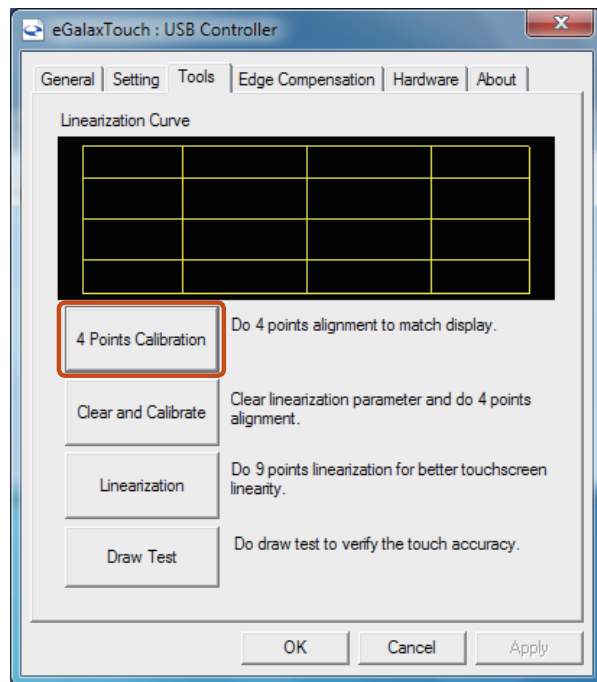 eGalaxTouch : USB Controller
General Setting Tools Edge Compensation Hardware About
Linearization Curve
4 Points Calibration
Do 4 points alignment to match display.
Clear and Calibrate
Clear linearization parameter and do 4 points
alignment.
Linearization
Do 9 points linearization for better touchscreen
linearity.
Draw Test
Do draw test to verify the touch accuracy.
OK Cancel Apply